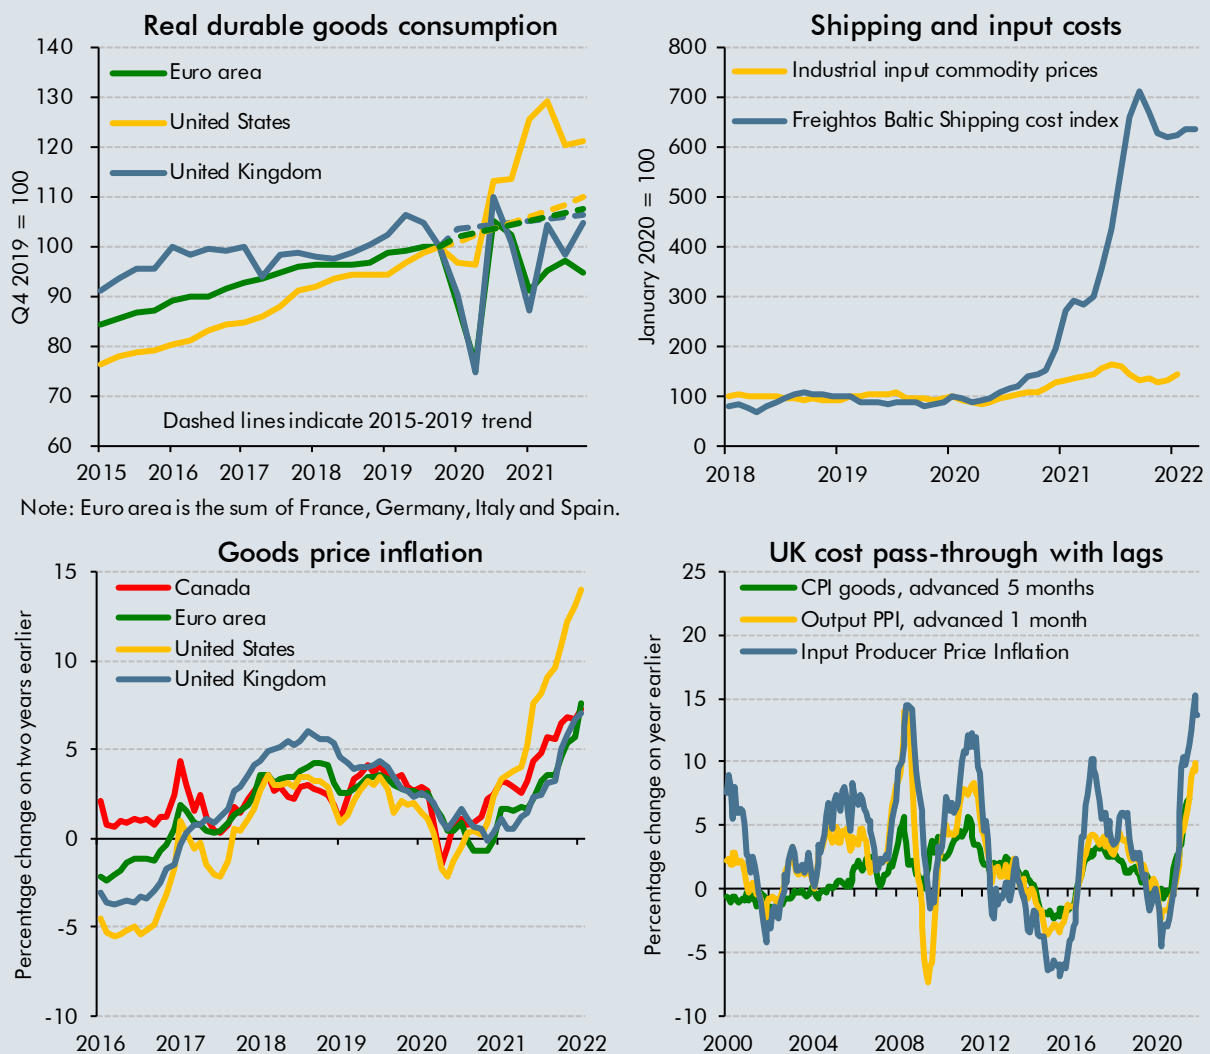 Real durable goods consumption
140
130
120
110
100
90
80
70
60
Q4 2019 = 100
Euro area
United States
United Kingdom
Dashed lines indicate 2015-2019 trend
2015 2016 2017 2018 2019 2020 2021
Shipping and input costs
800
700
600
500
400
300
200
100
0
January 2020 = 100
Industrial input commodity prices
Freightos Baltic Shipping cost index
2018 2019 2020 2021 2022
Note: Euro area is the sum of France, Germany, Italy and Spain.
Goods price inflation
15
10
5
0
-5
-10
Percentage change on two years earlier
Canada
Euro area
United States
United Kingdom
2016 2017 2018 2019 2020 2021 2022
UK cost pass-through with lags
25
20
15
10
5
0
-5
-10
Percentage change on year earlier
CPI goods, advanced 5 months
Output PPI, advanced 1 month
Input Producer Price Inflation
2000 2004 2008 2012 2016 2020